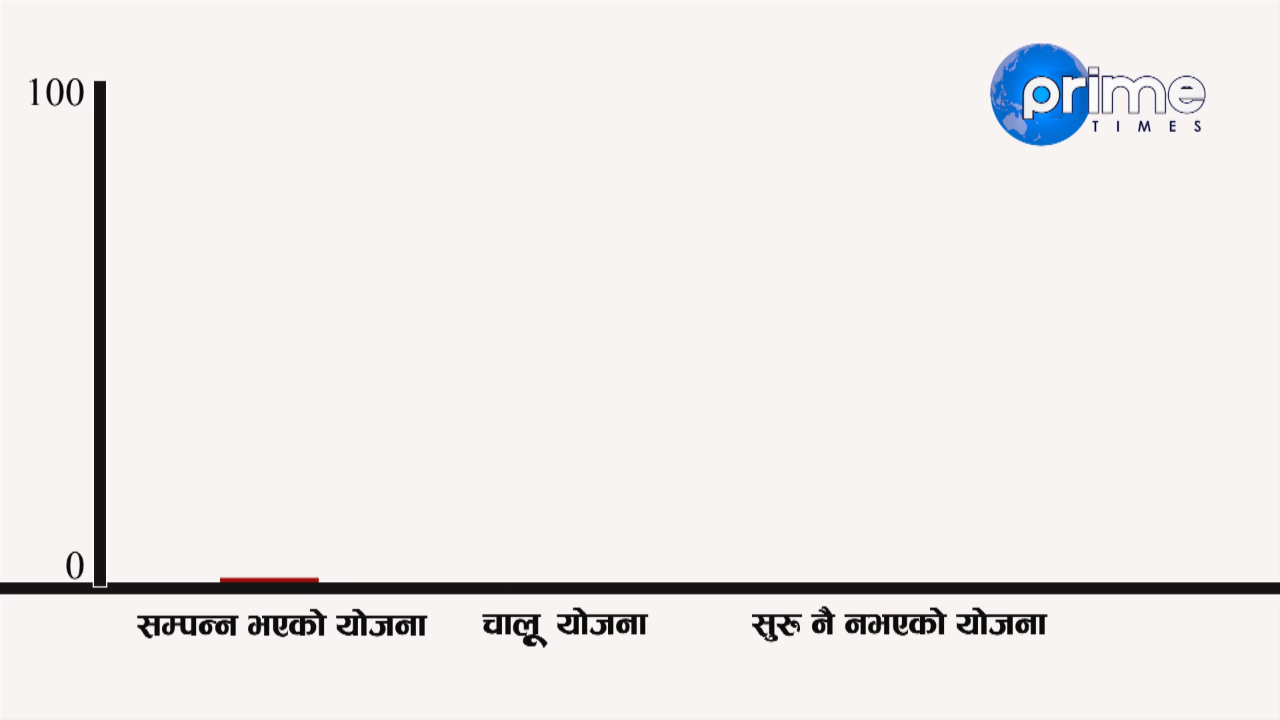 100
prime
TIMES
0
सम्पन्न भएको योजना
चालू योजना
सुरु नै नभएको योजना